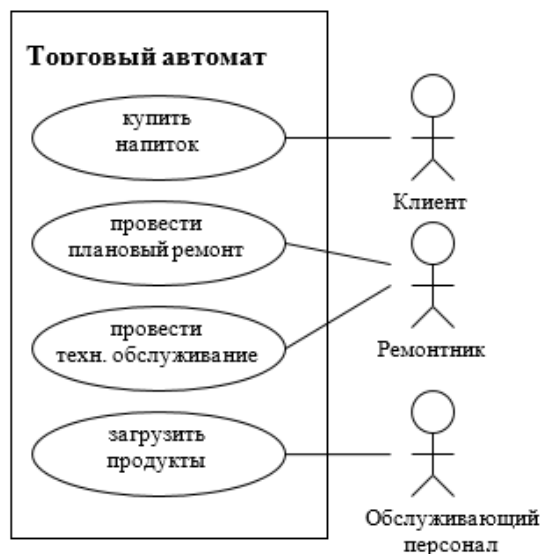 Торговый автомат
купить
напиток
Клиент
провести
плановый ремонт
провести
техн. обслуживание
Ремонтник
загрузить
продукты
Обслуживающий
персонал